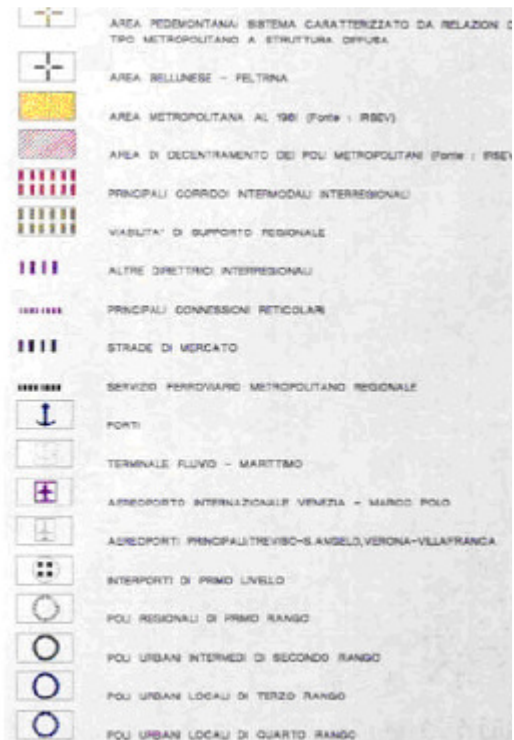 AREA PEDEMONTANA: SISTEMA CARATTERIZZATO DA RELAZIONI D
TIPO METROPOLITANO A STRUTTURA DIFFUSA
AREA BELLUNESE - FELTRINA
AREA METROPOLITANA AL 1981 (Fonte : IRSEV)
AREA DI DECENTRAMENTO DEI POLI METROPOLITANI (Fonte : IRSEV
PRINCIPALI CORRIDOI INTERMODALI INTERREGIONALI
VIABILITA' DI SUPPORTO REGIONALE
ALTRE DIRETTRICI INTERREGIONALI
PRINCIPALI CONNESSIONI RETICOLARI
STRADE DI MERCATO
SERVIZIO FERROVIARIO METROPOLITANO REGIONALE
PORTI
TERMINALE FLUVIO - MARITTIMO
AEREOPORTO INTERNAZIONALE VENEZIA - MARCO POLO
AEREOPORTI PRINCIPALI:TREVISO-S.ANGELO,VERONA-VILLAFRANCA
INTERPORTI DI PRIMO LIVELLO
POLI REGIONALI DI PRIMO RANGO
POLI URBANI INTERMEDI DI SECONDO RANGO
POLI URBANI LOCALI DI TERZO RANGO
POLI URBANI LOCALI DI QUARTO RANGO